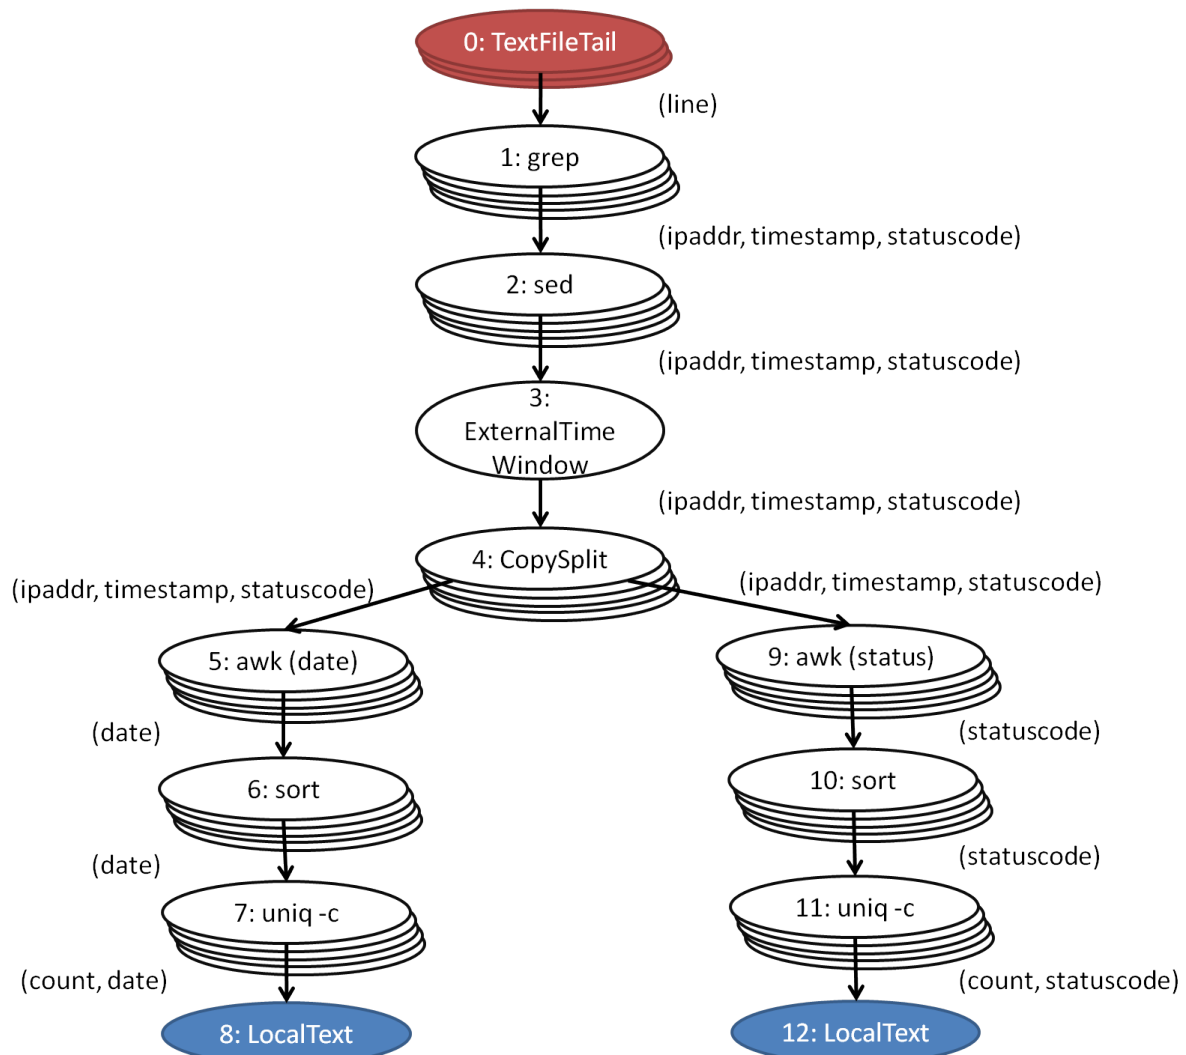 0: TextFileTail
(line)
1: grep
(ipaddr, timestamp, statuscode)
2: sed
(ipaddr, timestamp, statuscode)
3:
ExternalTime
Window
(ipaddr, timestamp, statuscode)
4: CopySplit
(ipaddr, timestamp, statuscode)
(ipaddr, timestamp, statuscode)
5: awk (date)
9: awk (status)
(date)
(statuscode)
6: sort
10: sort
(date)
(statuscode)
7: uniq -c
11: uniq -c
(count, date)
(count, statuscode)
8: LocalText
12: LocalText